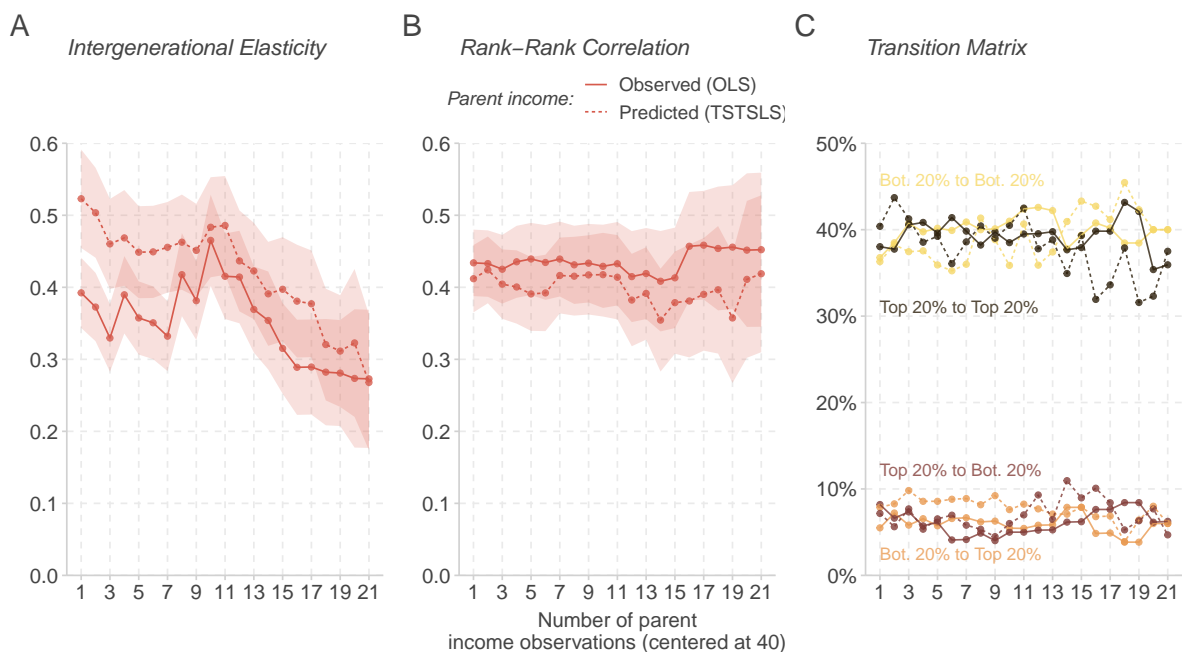 A
Intergenerational Elasticity
B
Rank−Rank Correlation
C
Transition Matrix
Parent income:
Observed (OLS)
Predicted (TSTSLS)
0.6
0.5
0.4
0.3
0.2
0.1
0.0
1 3 5 7 9 11 13 15 17 19 21
0.6
0.5
0.4
0.3
0.2
0.1
0.0
1 3 5 7 9 11 13 15 17 19 21
Number of parent
income observations (centered at 40)
50%
40%
30%
20%
10%
0%
Bot. 20% to Bot. 20%
Top 20% to Top 20%
Top 20% to Bot. 20%
Bot. 20% to Top 20%
1 3 5 7 9 11 13 15 17 19 21